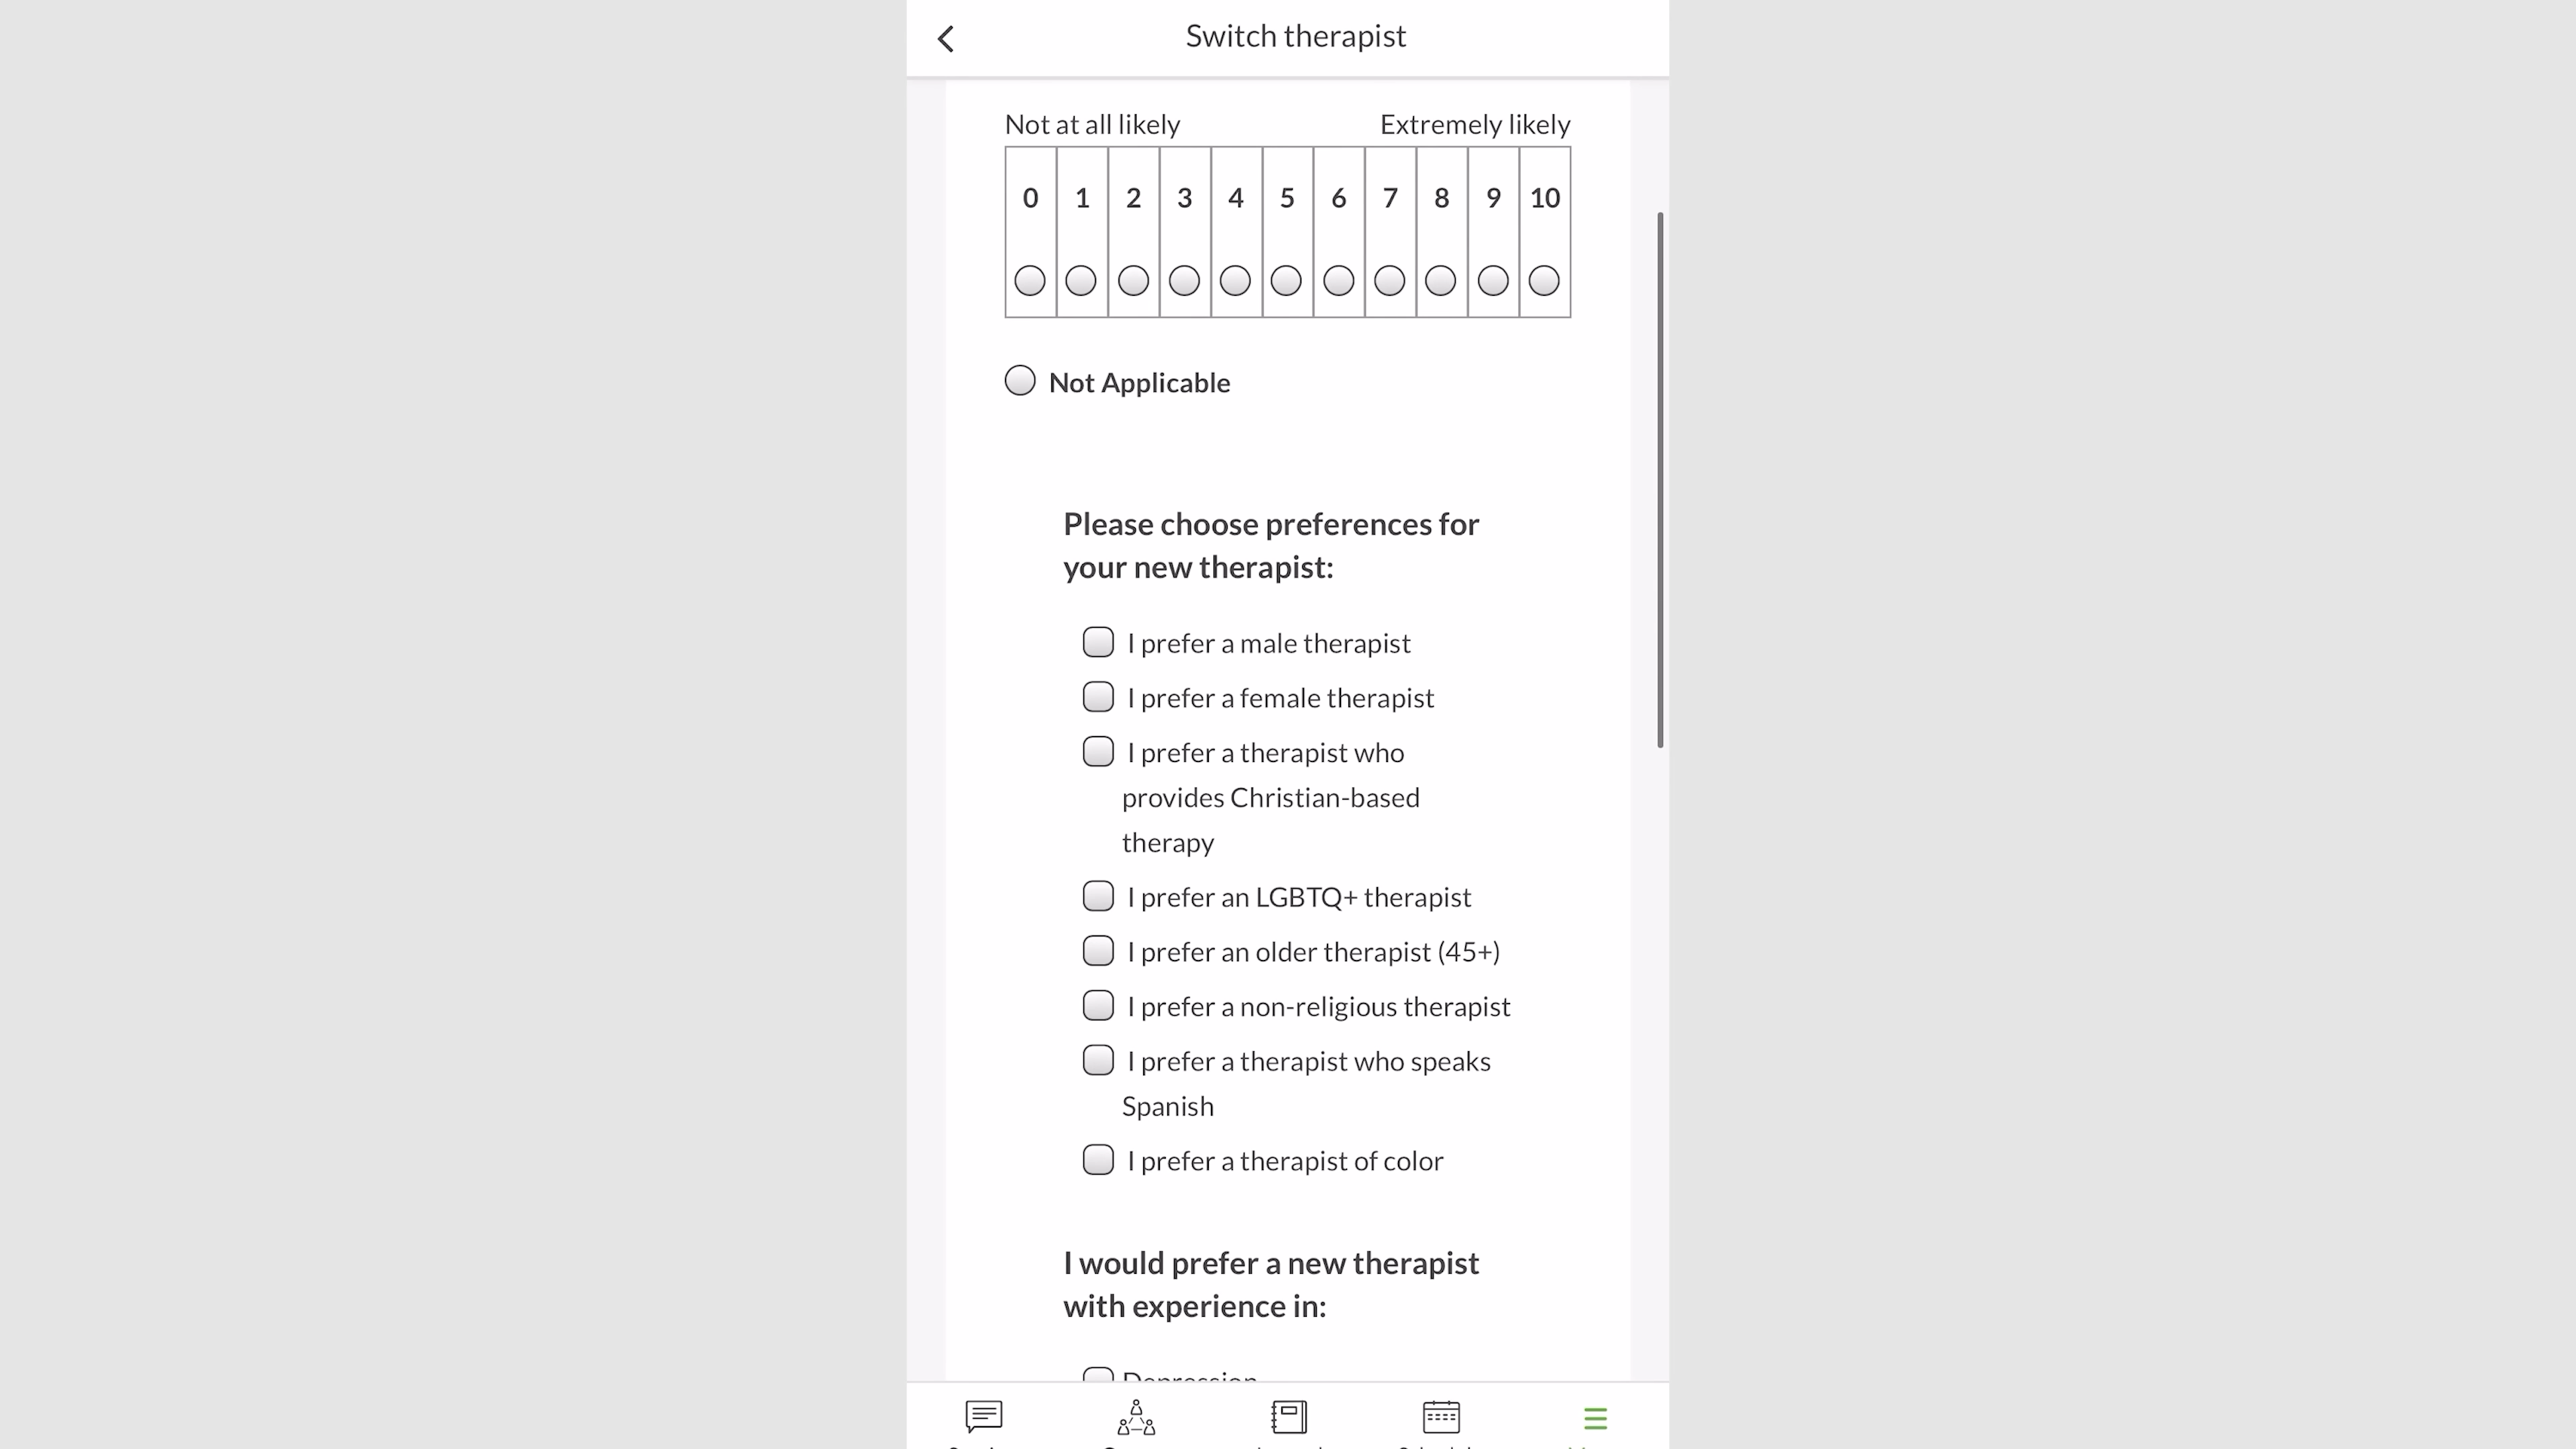 Switch therapist
Not at all likely Extremely likely
0 1 2 3 4 5 6 7 8 9 10
Not Applicable
Please choose preferences for
your new therapist:
I prefer a male therapist
I prefer a female therapist
I prefer a therapist who
provides Christian-based
therapy
I prefer an LGBTQ+ therapist
I prefer an older therapist (45+)
I prefer a non-religious therapist
I prefer a therapist who speaks
Spanish
I prefer a therapist of color
I would prefer a new therapist
with experience in:
Depression